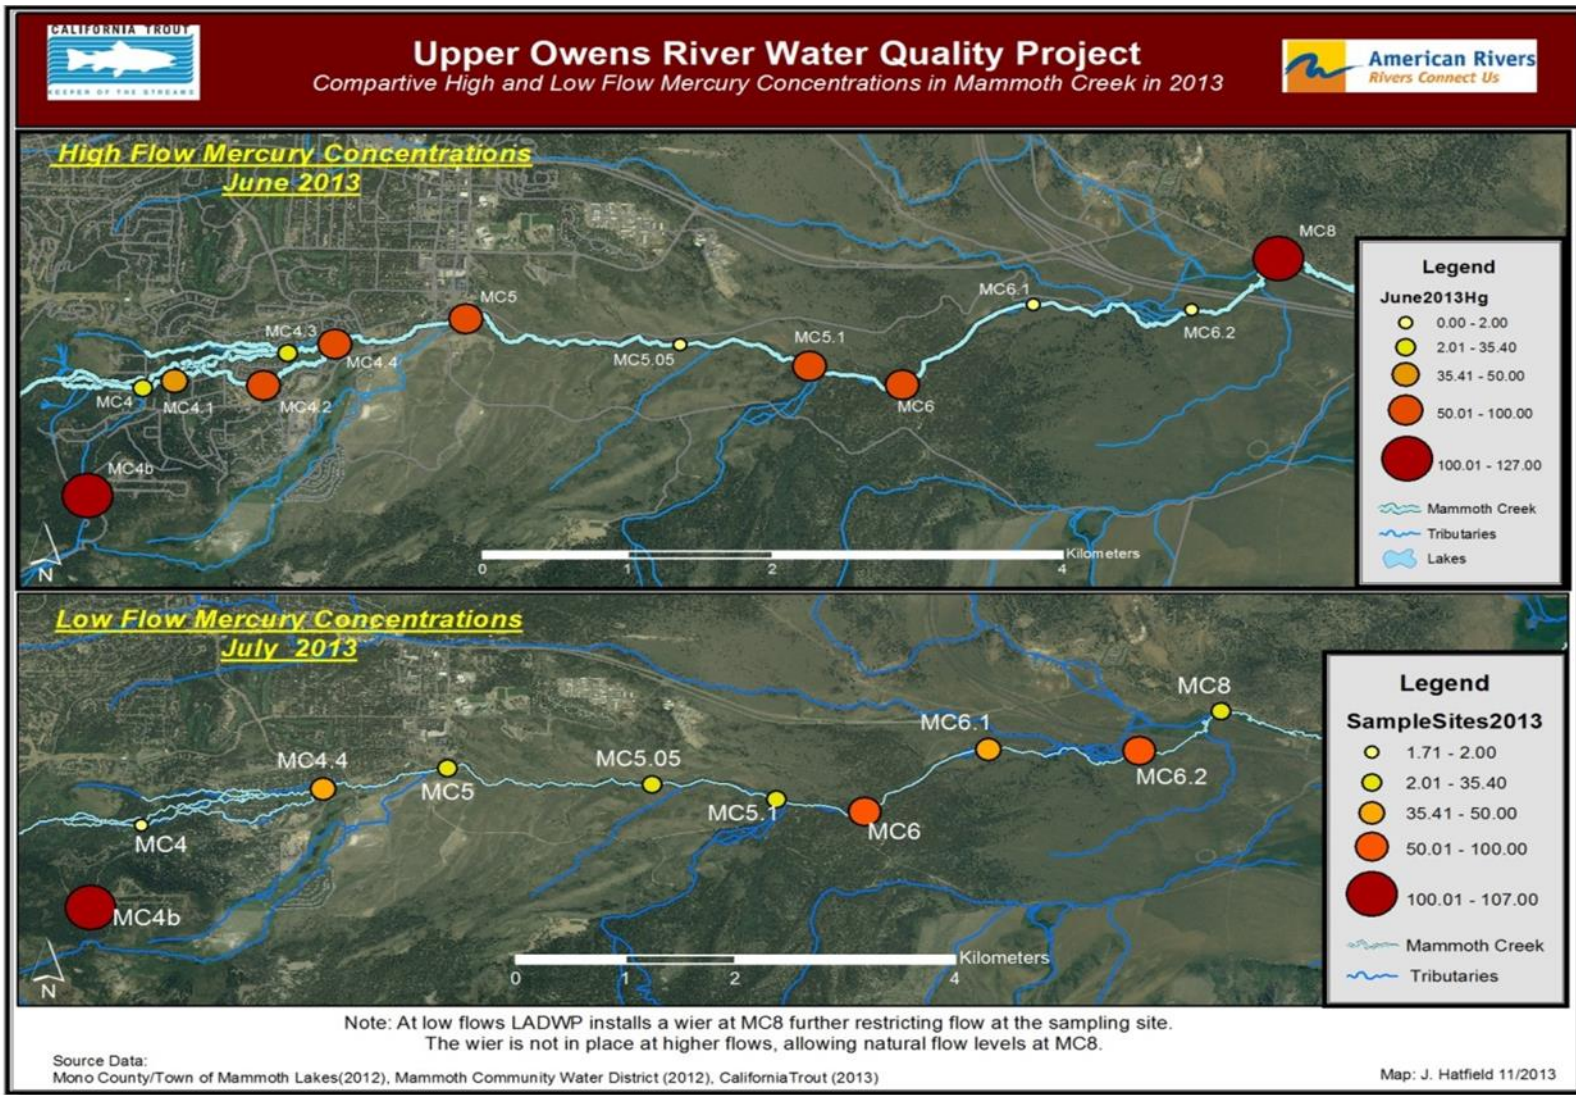 CALIFORNIA TROUT
KEEPER OF THE STREAMS
Upper Owens River Water Quality Project
Compartive High and Low Flow Mercury Concentrations in Mammoth Creek in 2013
American Rivers
Rivers Connect Us
High Flow Mercury Concentrations
June 2013
MC8
MC6.1
MC6.2
MC5
MC4.3
MC4.4
MC5.05
MC5.1
MC4
MC4.1
MC4.2
MC6
MC4b
N
Kilometers
0 1 2 4
Legend
June2013Hg
0.00 - 2.00
2.01 - 35.40
35.41 - 50.00
50.01 - 100.00
100.01 - 127.00
Mammoth Creek
Tributaries
Lakes
Low Flow Mercury Concentrations
July 2013
MC8
MC6.1
MC6.2
MC4.4
MC5
MC5.05
MC5.1
MC6
MC4
MC4b
N
Kilometers
0 1 2 4
Legend
SampleSites2013
1.71 - 2.00
2.01 - 35.40
35.41 - 50.00
50.01 - 100.00
100.01 - 107.00
Mammoth Creek
Tributaries
Note: At low flows LADWP installs a wier at MC8 further restricting flow at the sampling site.
The wier is not in place at higher flows, allowing natural flow levels at MC8.
Source Data:
Mono County/Town of Mammoth Lakes(2012), Mammoth Community Water District (2012), CaliforniaTrout (2013)
Map: J. Hatfield 11/2013